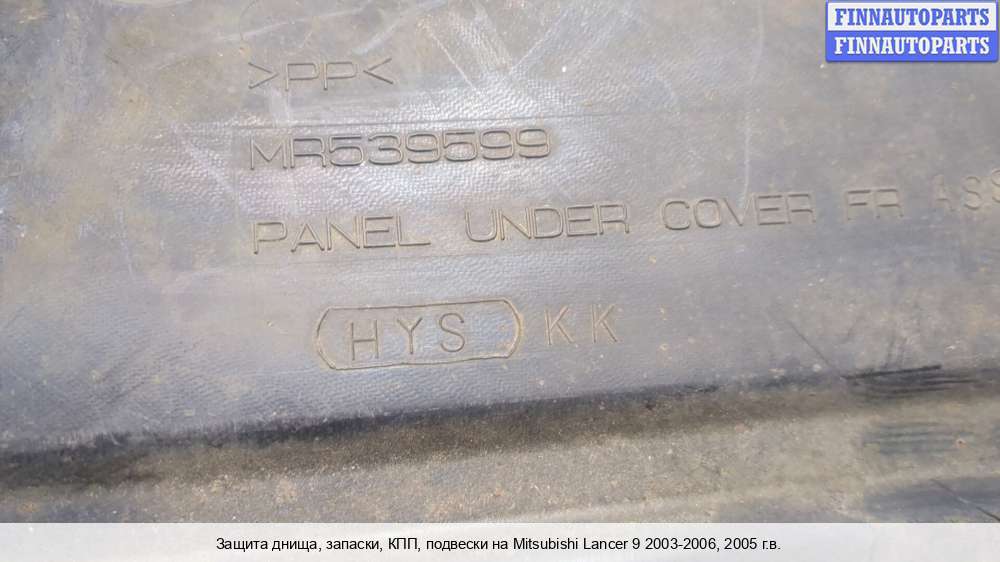 FINNAUTOPARTS
FINNAUTOPARTS
>PP<
MR539599
PANEL UNDER COVER FR ASS
HYS KK
Защита днища, запаски, КПП, подвески на Mitsubishi Lancer 9 2003-2006, 2005 г.в.